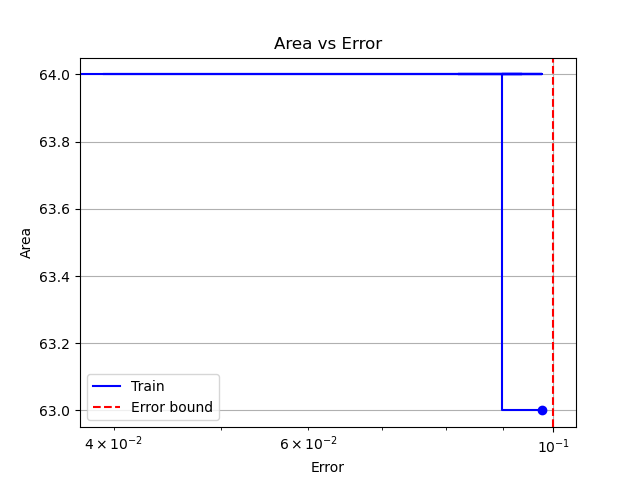 Area vs Error
64.0
63.8
63.6
63.4
63.2
63.0
Area
Train
Error bound
4 × 10⁻²
6 × 10⁻²
10⁻¹
Error